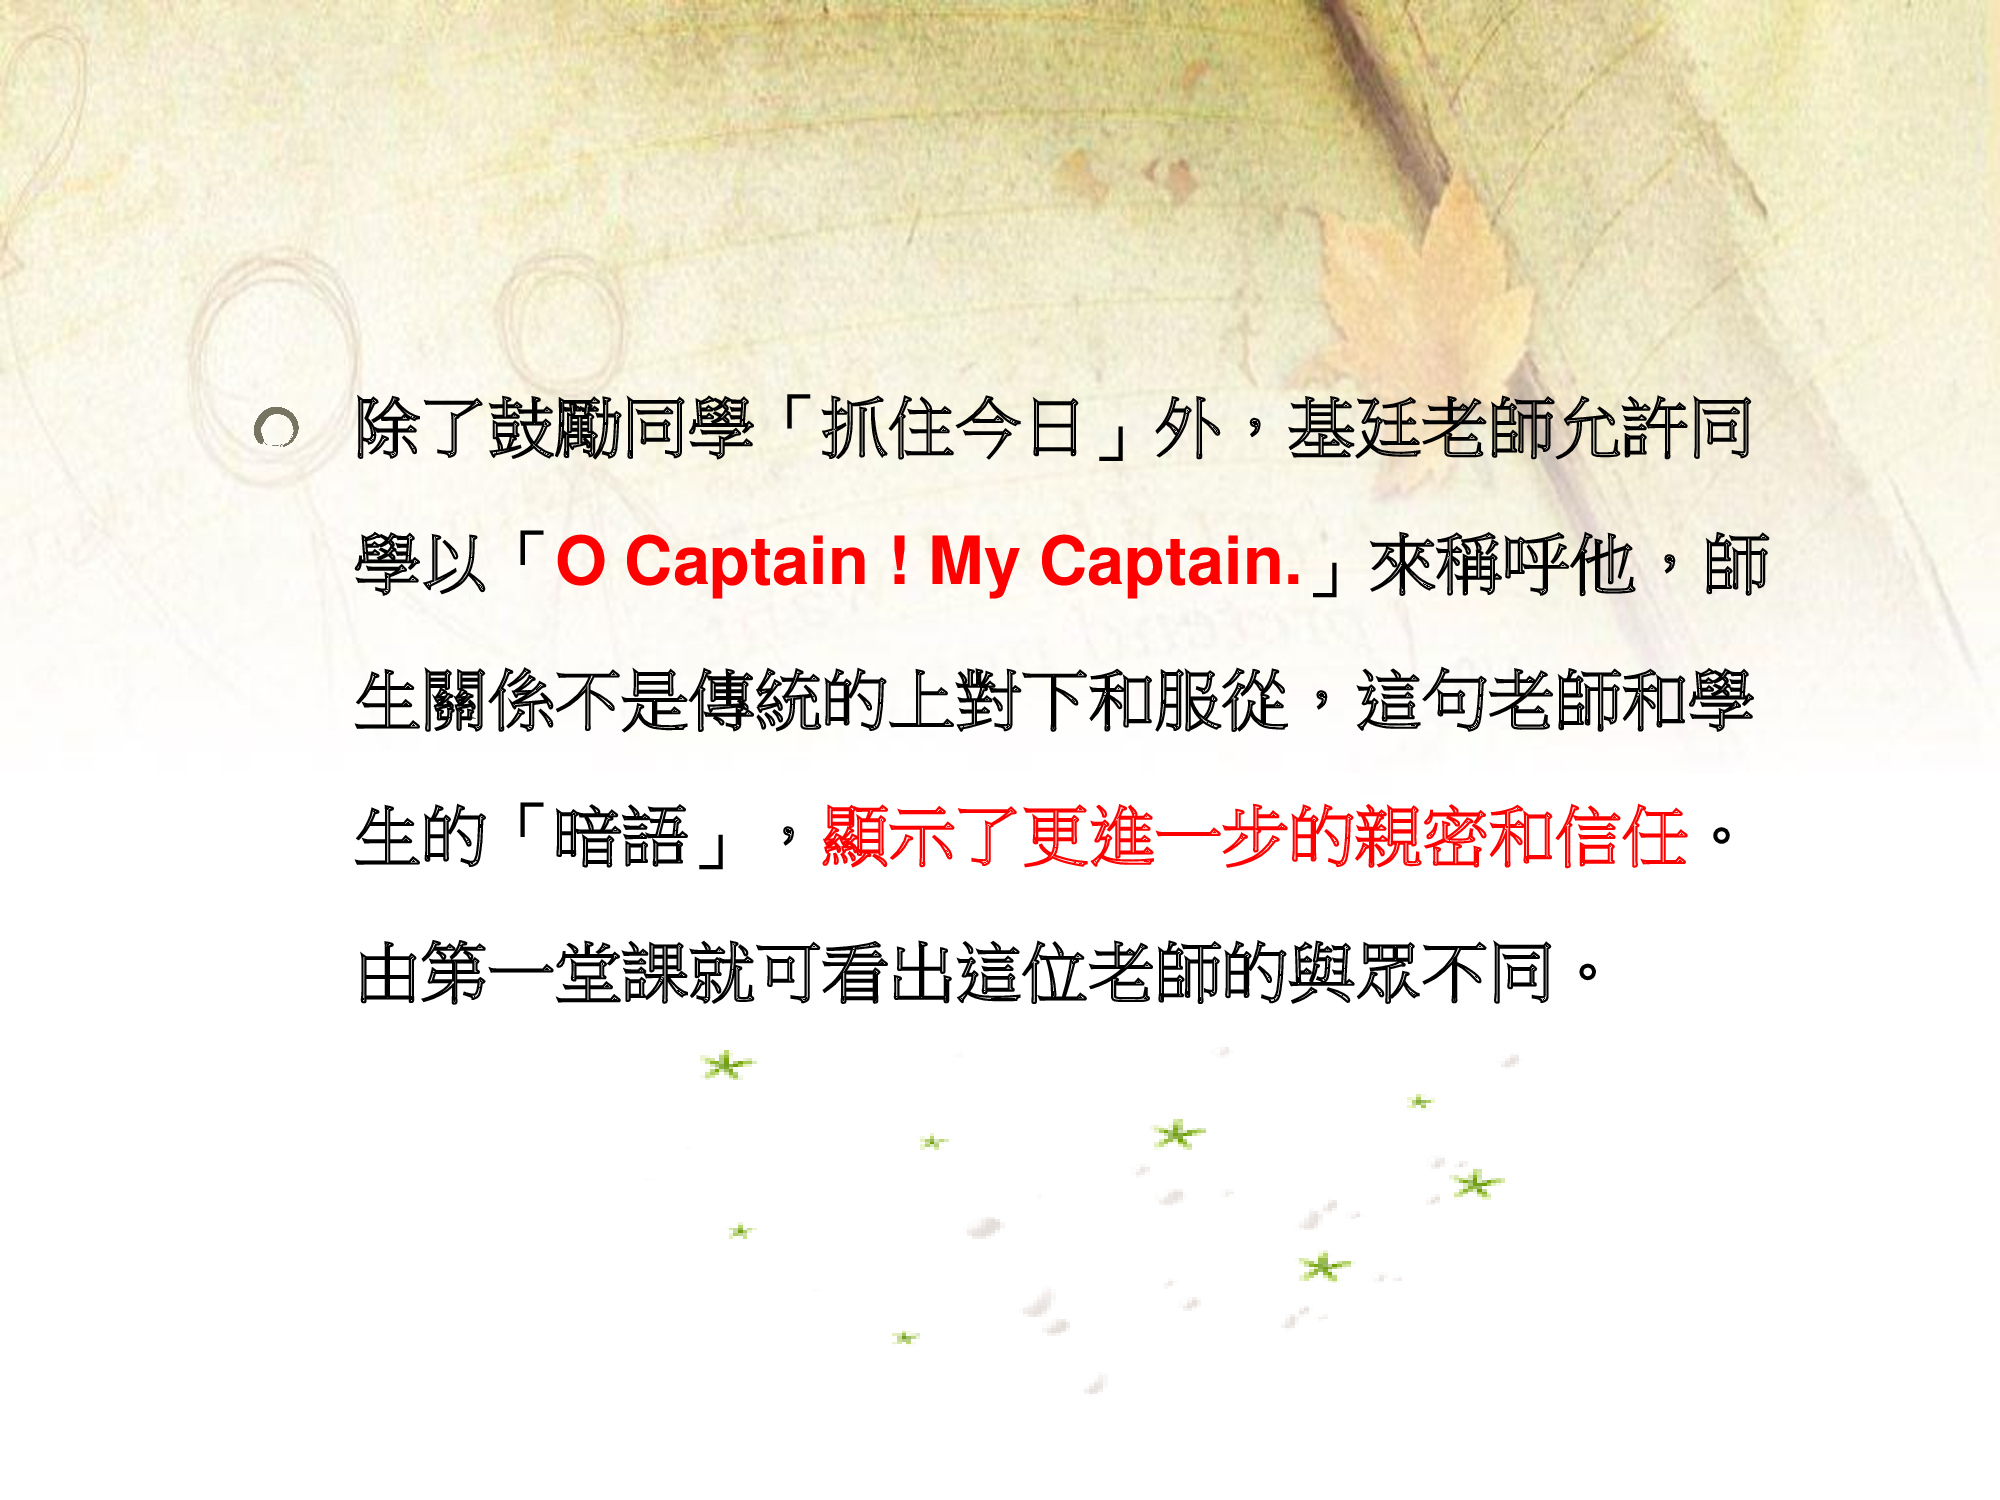 除了鼓勵同學「抓住今日」外，基廷老師允許同
學以「O Captain ! My Captain.」來稱呼他，師
生關係不是傳統的上對下和服從，這句老師和學
生的「暗語」，顯示了更進一步的親密和信任。
由第一堂課就可看出這位老師的與眾不同。